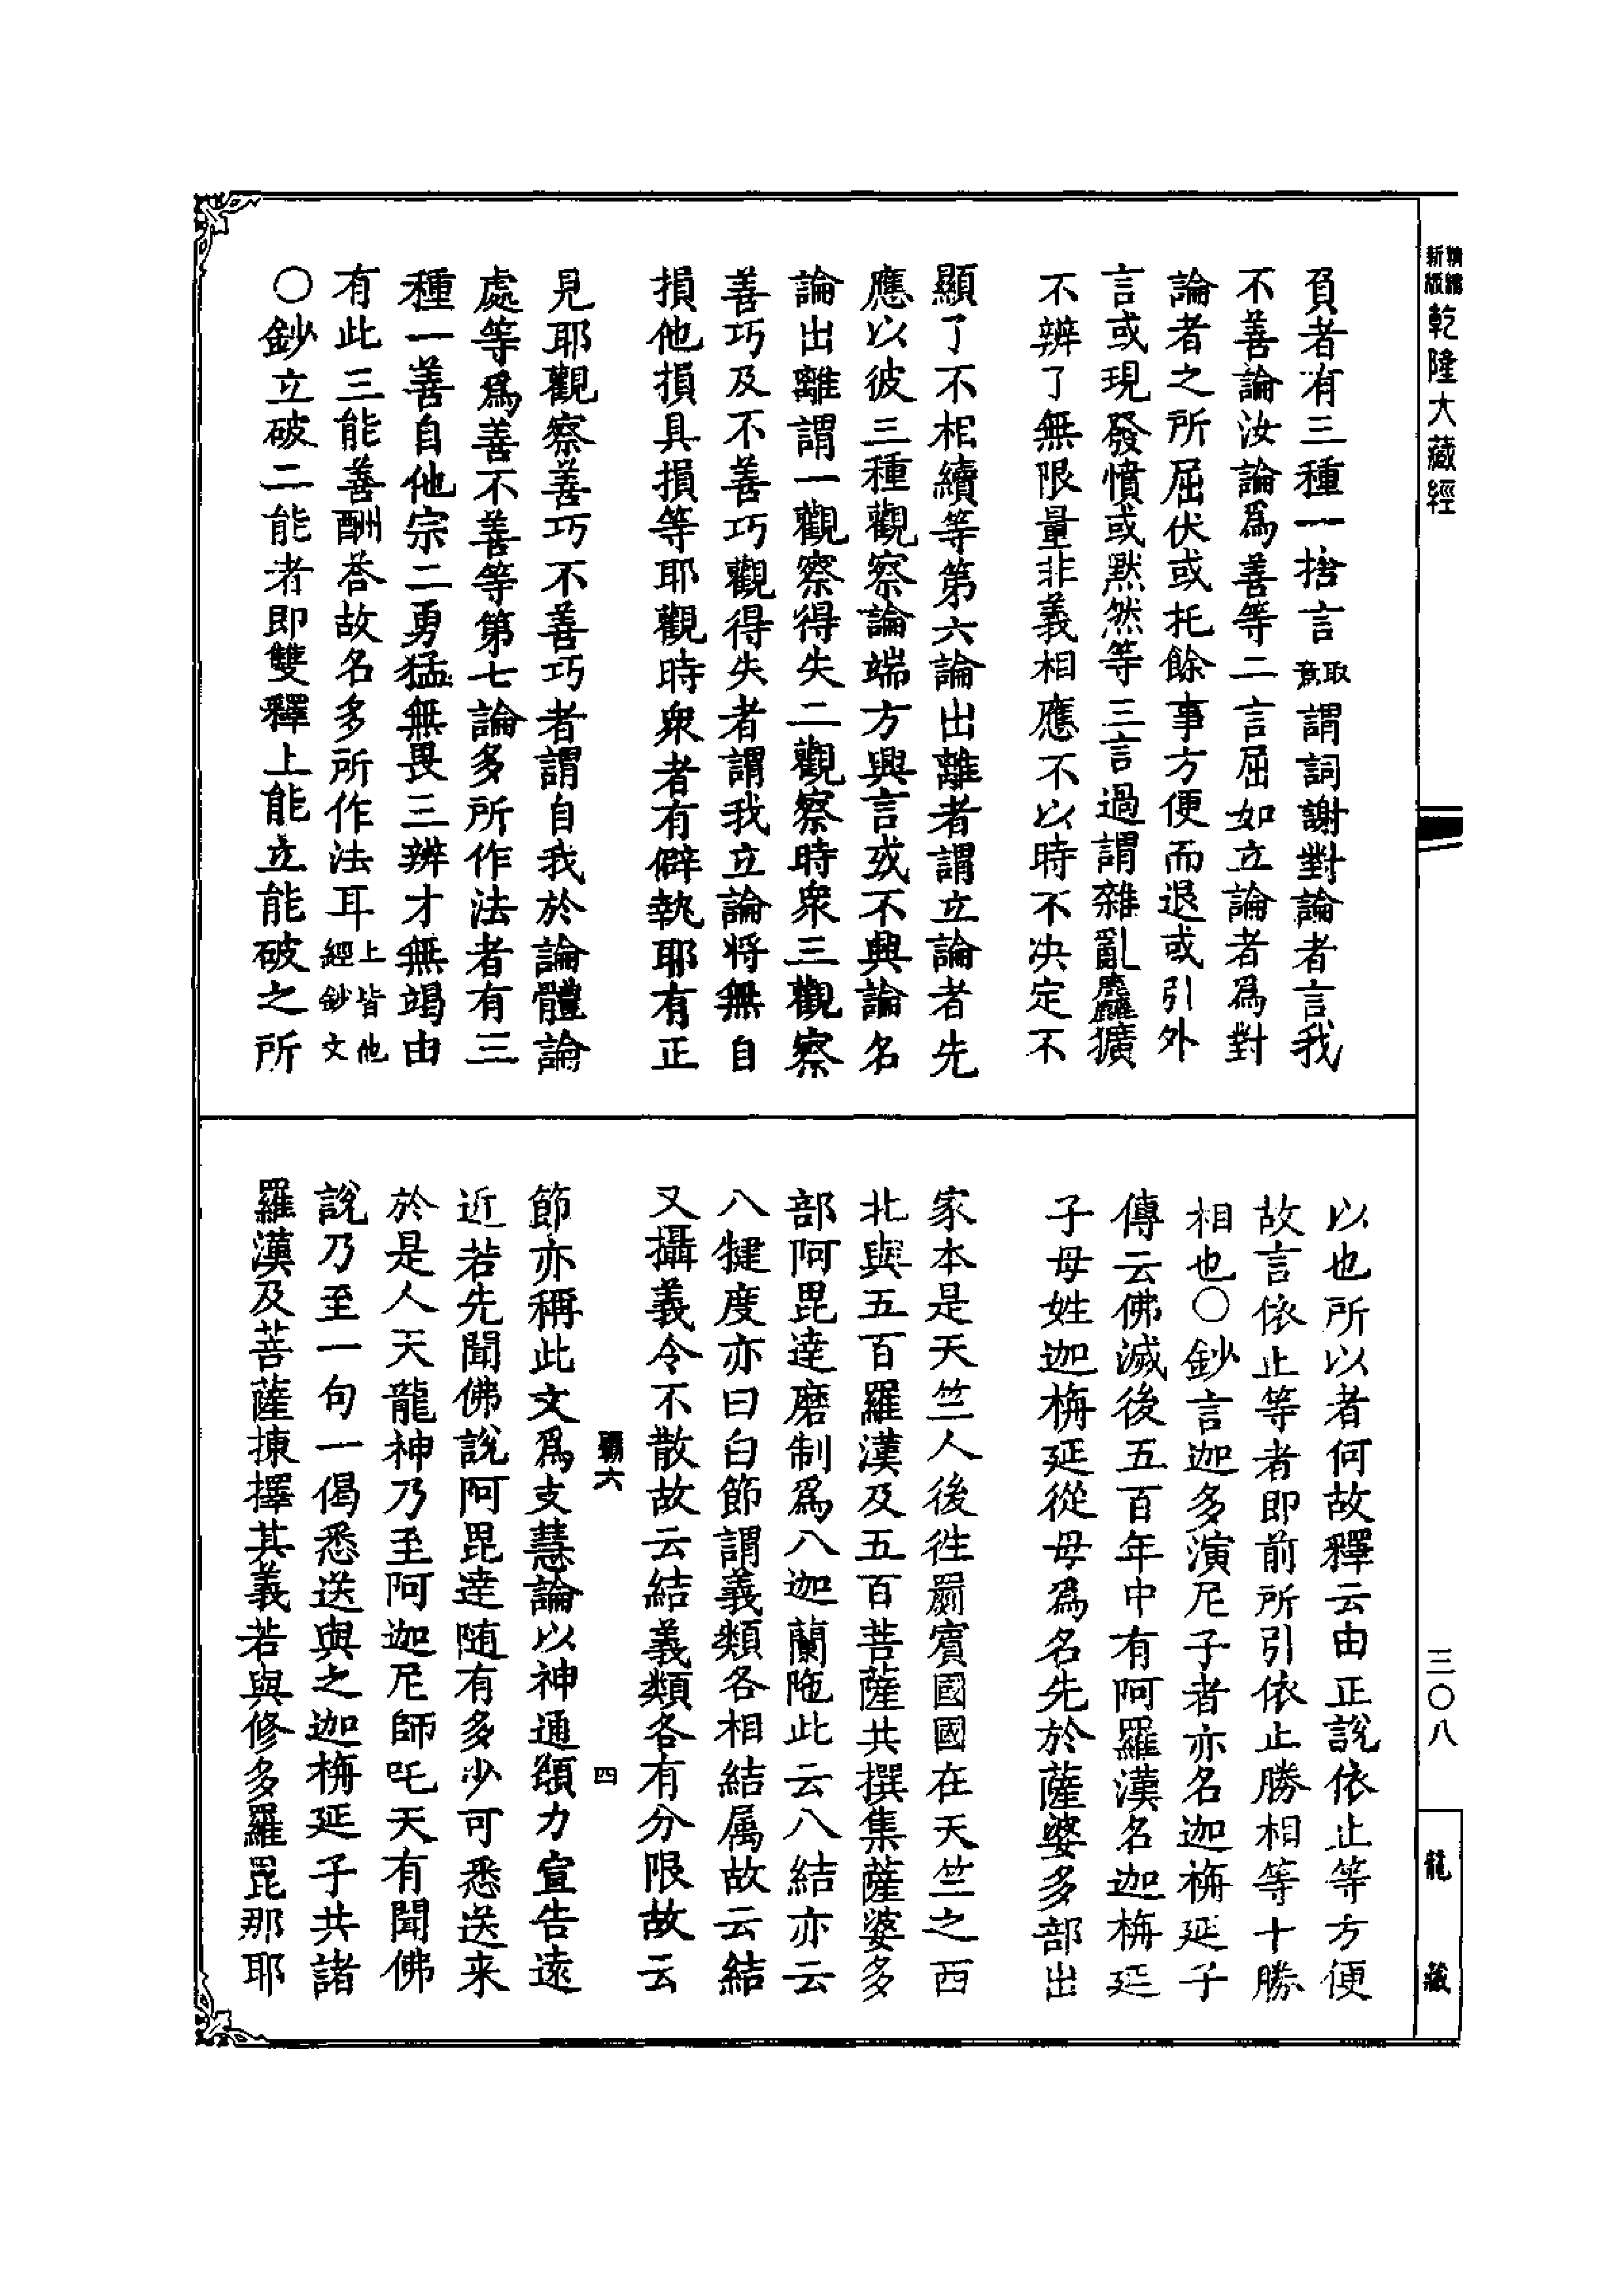 精縮新版
乾隆大藏經
負者有三種一捨言取意謂詞謝對論者言我
不善論汝論爲善等二言屈如立論者爲對
論者之所屈伏或托餘事方便而退或引外
言或現發憤或默然等三言過謂雜亂麤獷
不辨了無限量非義相應不以時不決定不
顯了不相續等第六論出離者謂立論者先
應以彼三種觀察論端方興言或不興論名
論出離謂一觀察得失二觀察時衆三觀察
善巧及不善巧觀得失者謂我立論將無自
損他損具損等耶觀時衆者有僻執耶有正
見耶觀察善巧不善巧者謂自我於論體論
處等爲善不善等第七論多所作法者有三
種一善自他宗二勇猛無畏三辨才無竭由
有此三能善酬荅故名多所作法耳上皆他經鈔文
○鈔立破二能者即雙釋上能立能破之所
以也所以者何故釋云由正說依止等方便
故言依止等者即前所引依止勝相等十勝
相也○鈔言迦多演尼子者亦名迦栴延子
傳云佛滅後五百年中有阿羅漢名迦栴延
子母姓迦栴延從母爲名先於薩婆多部出
家本是天竺人後徃罽賓國國在天竺之西
北與五百羅漢及五百菩薩共撰集薩婆多
部阿毘達磨制爲八迦蘭陁此云八結亦云
八犍度亦曰白節謂義類各相結属故云結
又攝義令不散故云結義類各有分限故云
霸六
四
節亦稱此文爲支慧論以神通願力宣告遠
近若先聞佛說阿毘達随有多少可悉送来
於是人天龍神乃至阿迦尼師吒天有聞佛
說乃至一句一偈悉送與之迦栴延子共諸
羅漢及菩薩揀擇其義若與修多羅毘那耶
三〇八
龍藏